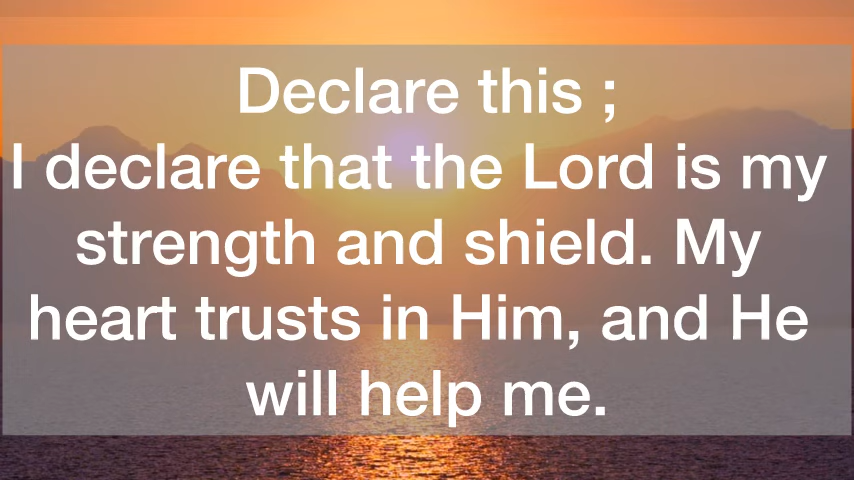 Declare this ;
I declare that the Lord is my
strength and shield. My
heart trusts in Him, and He
will help me.